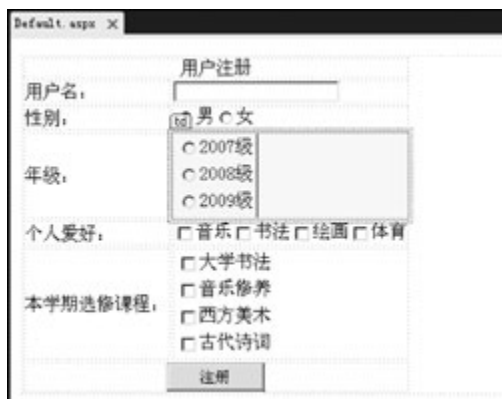 Default.aspx ×
用户注册
用户名：
性别： 男 女
td
年级：
2007级
2008级
2009级
个人爱好： 音乐 书法 绘画 体育
本学期选修课程：
大学书法
音乐修养
西方美术
古代诗词
注册